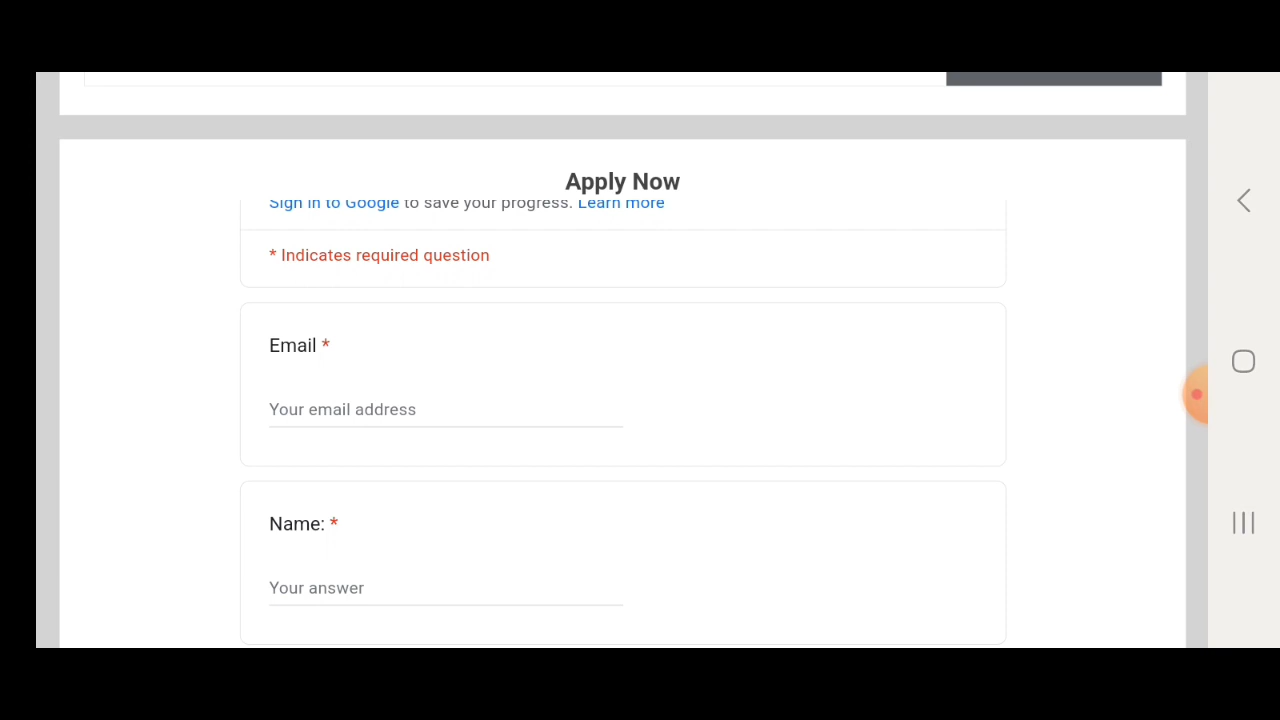 Apply Now
Sign in to Google to save your progress. Learn more
* Indicates required question
Email *
Your email address
Name: *
Your answer